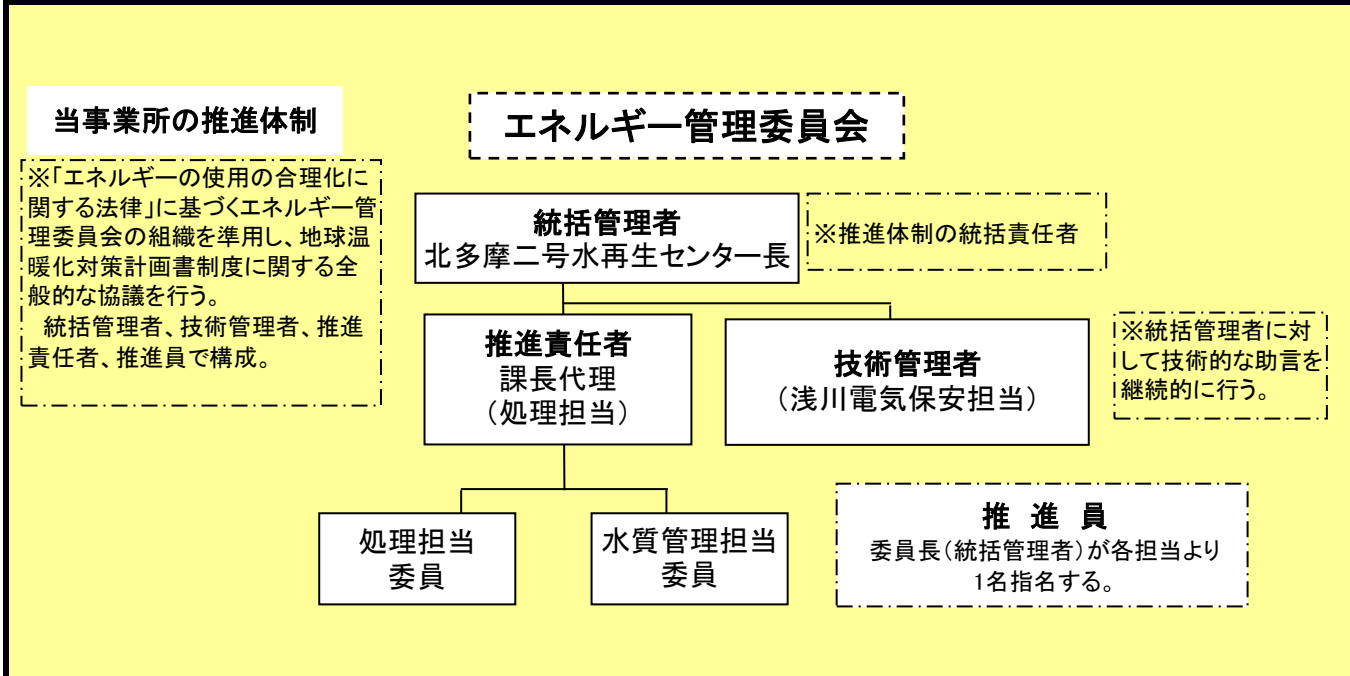 当事業所の推進体制
エネルギー管理委員会
※「エネルギーの使用の合理化に
関する法律」に基づくエネルギー管
理委員会の組織を準用し、地球温
暖化対策計画書制度に関する全
般的な協議を行う。
統括管理者、技術管理者、推進
責任者、推進員で構成。
統括管理者
北多摩二号水再生センター長
※推進体制の統括責任者
推進責任者
課長代理
（処理担当）
技術管理者
（浅川電気保安担当）
※統括管理者に対
して技術的な助言を
継続的に行う。
処理担当
委員
水質管理担当
委員
推 進 員
委員長（統括管理者）が各担当より
1名指名する。